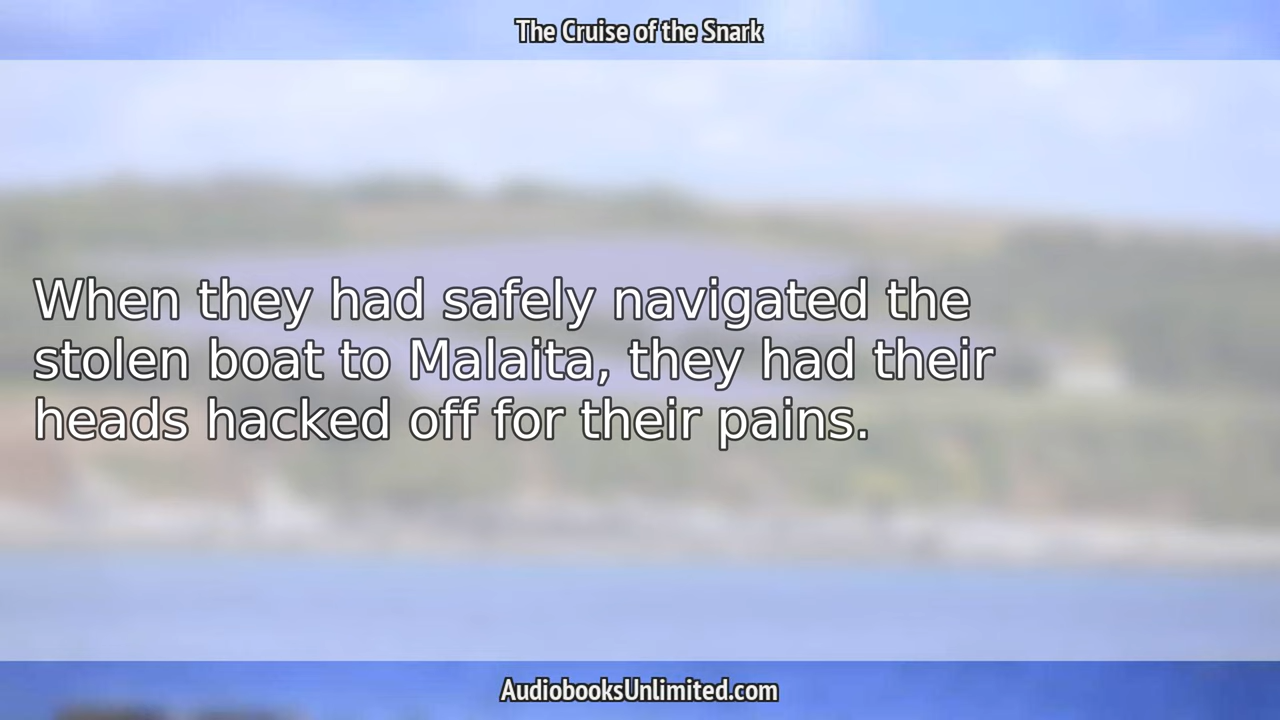 The Cruise of the Snark
When they had safely navigated the
stolen boat to Malaita, they had their
heads hacked off for their pains.
AudiobooksUnlimited.com